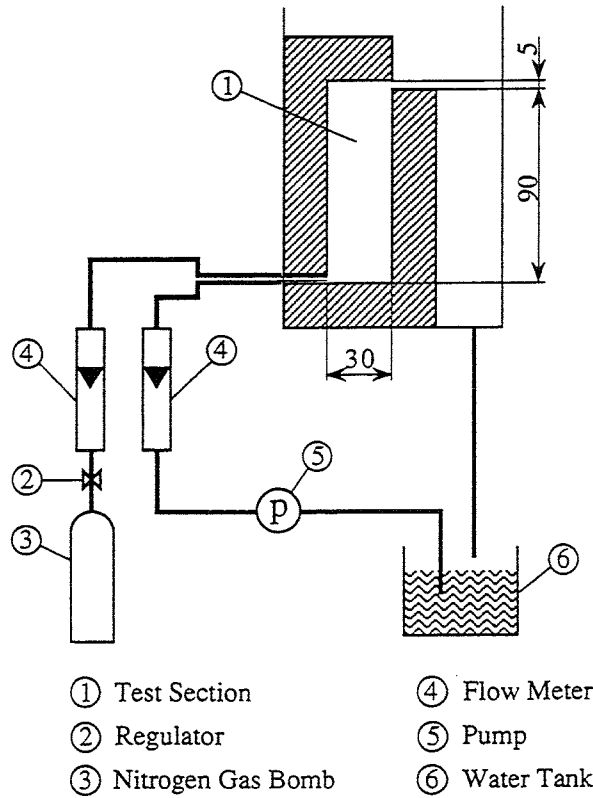 5
①
90
④
④
30
②
⑤
p
③
⑥
① Test Section
② Regulator
③ Nitrogen Gas Bomb
④ Flow Meter
⑤ Pump
⑥ Water Tank